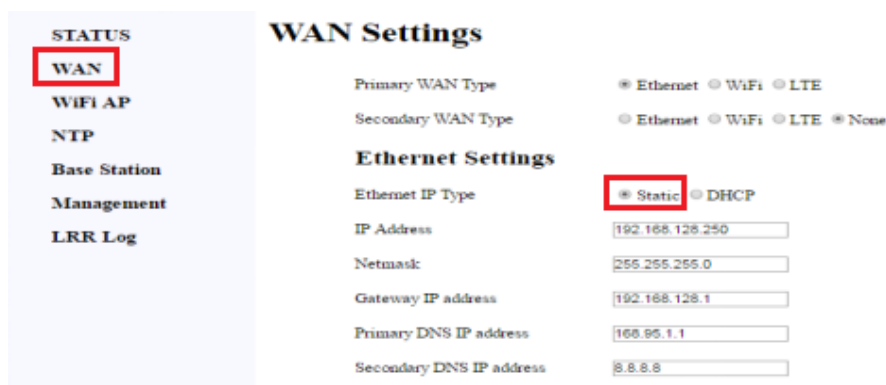 STATUS
WAN
WiFi AP
NTP
Base Station
Management
LRR Log
WAN Settings
Primary WAN Type Ethernet WiFi LTE
Secondary WAN Type Ethernet WiFi LTE None
Ethernet Settings
Ethernet IP Type Static DHCP
IP Address 192.168.128.250
Netmask 255.255.255.0
Gateway IP address 192.168.128.1
Primary DNS IP address 168.95.1.1
Secondary DNS IP address 8.8.8.8